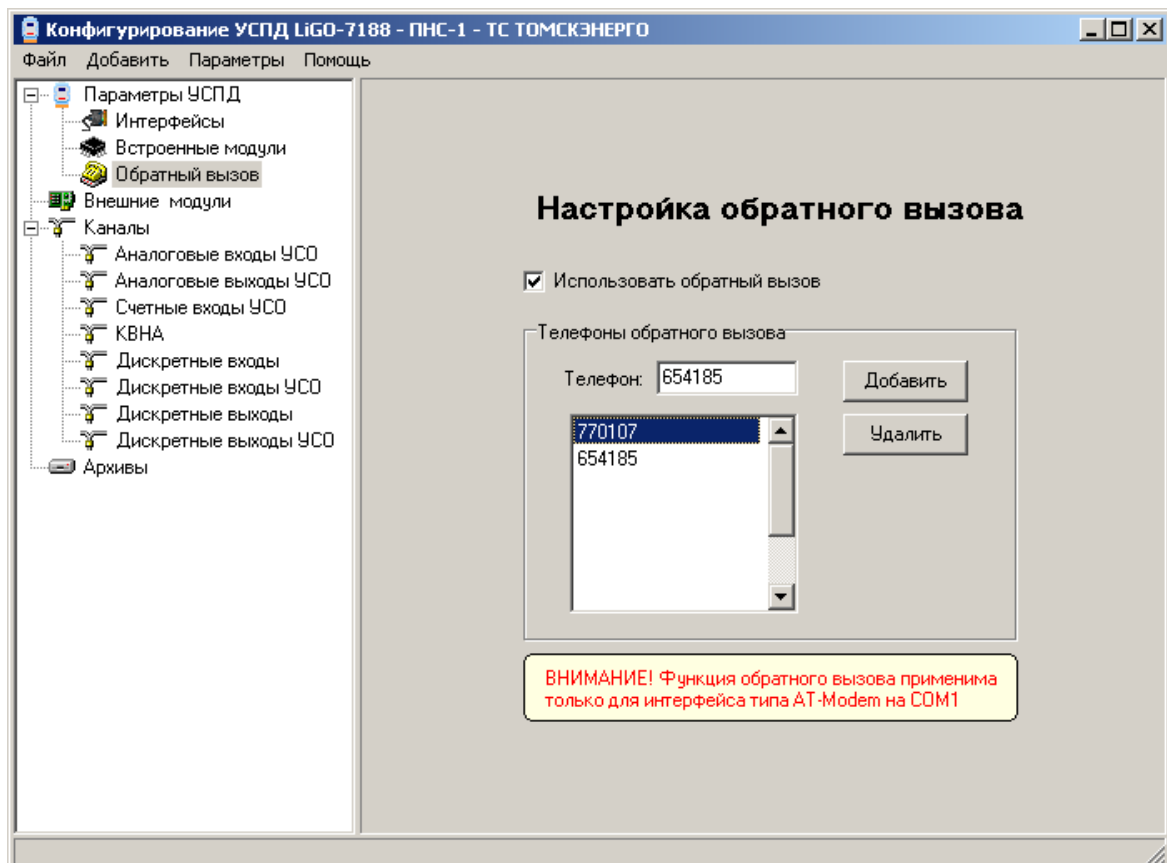 Конфигурирование УСПД LiGO-7188 - ПНС-1 - ТС ТОМСКЭНЕРГО
Файл Добавить Параметры Помощь
Параметры УСПД
Интерфейсы
Встроенные модули
Обратный вызов
Внешние модули
Каналы
Аналоговые входы УСО
Аналоговые выходы УСО
Счетные входы УСО
КВНА
Дискретные входы
Дискретные входы УСО
Дискретные выходы
Дискретные выходы УСО
Архивы
Настройка обратного вызова
Использовать обратный вызов
Телефоны обратного вызова
Телефон: 654185 Добавить
770107 Удалить
654185
ВНИМАНИЕ! Функция обратного вызова применима
только для интерфейса типа AT-Modem на COM1